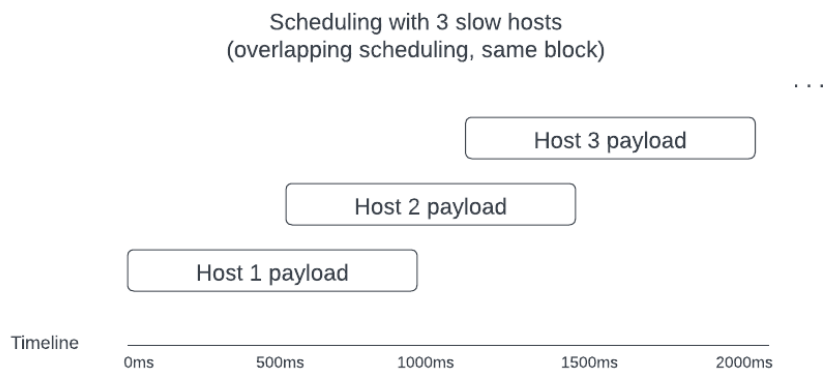 Scheduling with 3 slow hosts
(overlapping scheduling, same block)
. . .
Host 3 payload
Host 2 payload
Host 1 payload
Timeline
0ms 500ms 1000ms 1500ms 2000ms